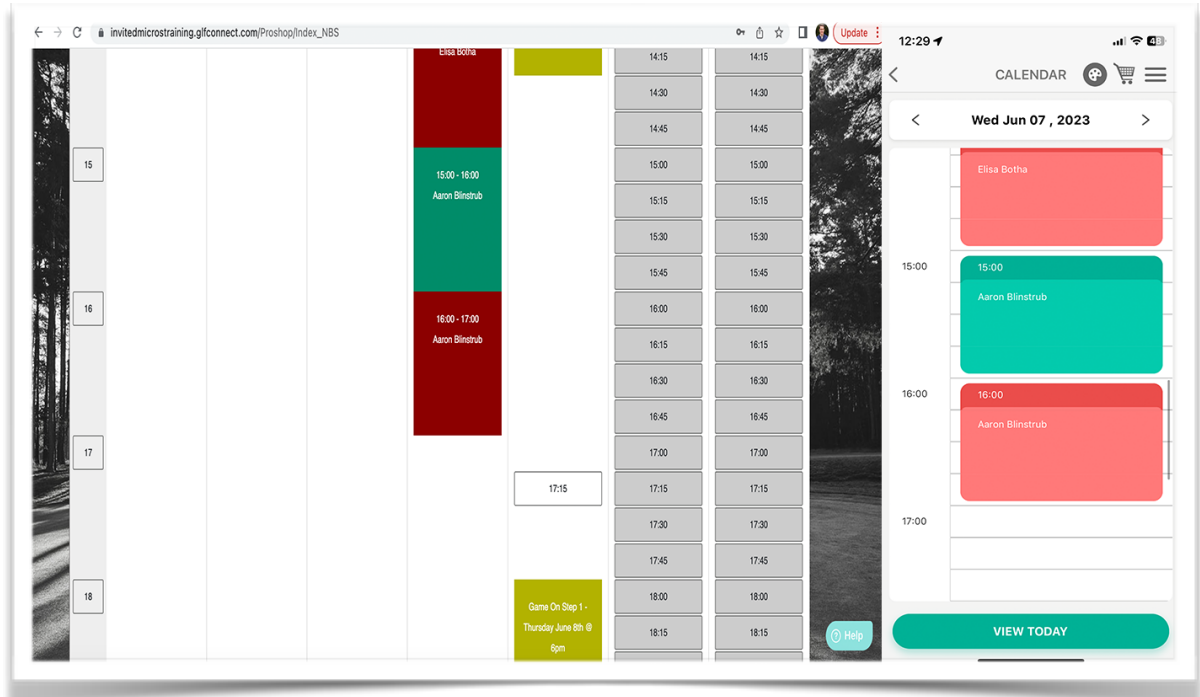 invitedmicrostraining.glfconnect.com/Proshop/Index_NBS
Update
15
16
17
18
Elisa Botha
15:00 - 16:00
Aaron Blinstrub
16:00 - 17:00
Aaron Blinstrub
17:15
Game On Step 1 -
Thursday June 8th @
6pm
14:15 14:15
14:30 14:30
14:45 14:45
15:00 15:00
15:15 15:15
15:30 15:30
15:45 15:45
16:00 16:00
16:15 16:15
16:30 16:30
16:45 16:45
17:00 17:00
17:15 17:15
17:30 17:30
17:45 17:45
18:00 18:00
18:15 18:15
? Help
12:29
48
CALENDAR
Wed Jun 07 , 2023
Elisa Botha
15:00 15:00
Aaron Blinstrub
16:00 16:00
Aaron Blinstrub
17:00
VIEW TODAY